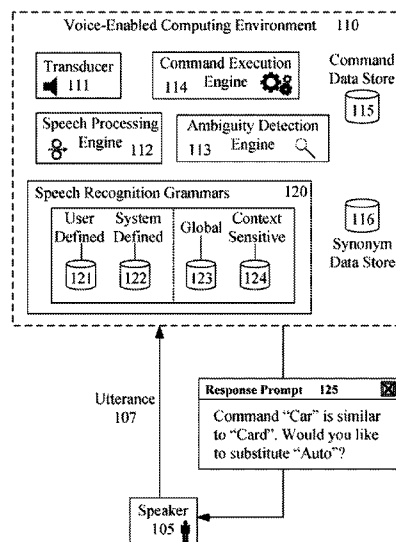 Voice-Enabled Computing Environment 110
Transducer
111
Command Execution
114 Engine
Command
Data Store
115
Speech Processing
Engine 112
Ambiguity Detection
113 Engine
Speech Recognition Grammars 120
User
Defined
System
Defined
Global
Context
Sensitive
121
122
123
124
116
Synonym
Data Store
Utterance
107
Response Prompt 125
Command “Car” is similar
to “Card”. Would you like
to substitute “Auto”?
Speaker
105